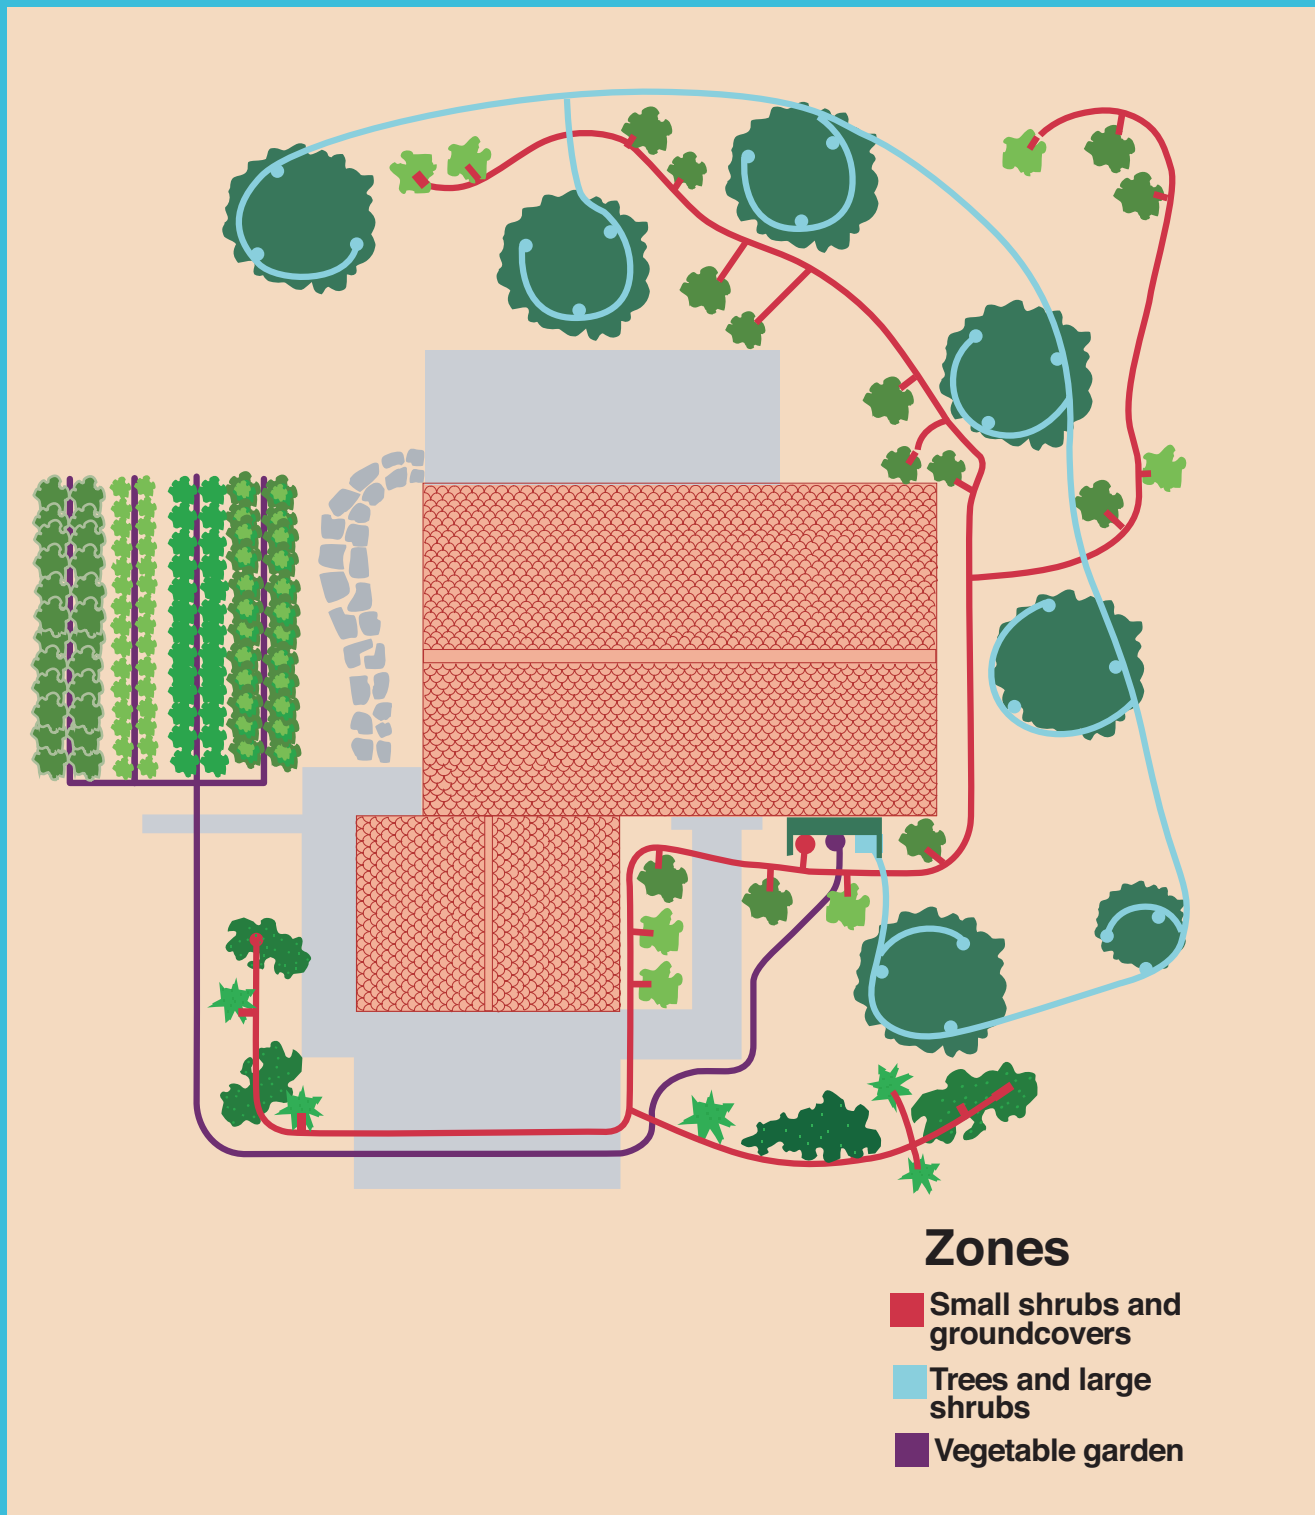 Zones
Small shrubs and
groundcovers
Trees and large
shrubs
Vegetable garden